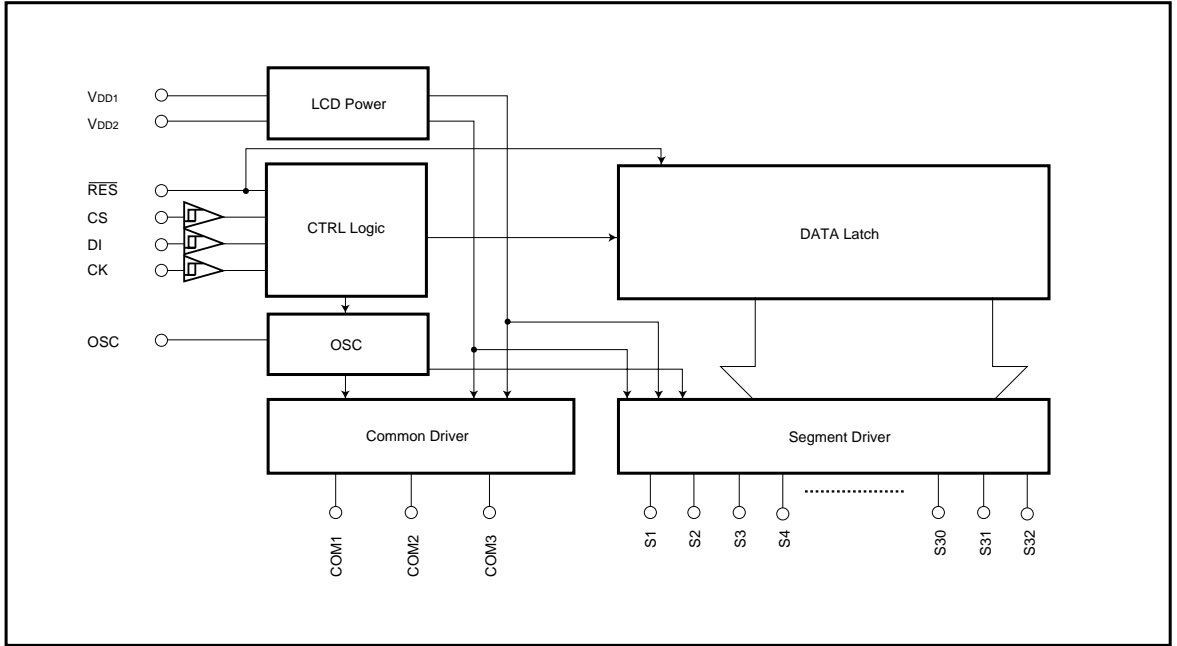 VDD1
LCD Power
VDD2
RES
CS
CTRL Logic
DATA Latch
DI
CK
OSC
OSC
Common Driver
Segment Driver
COM1
COM2
COM3
S1
S2
S3
S4
S30
S31
S32